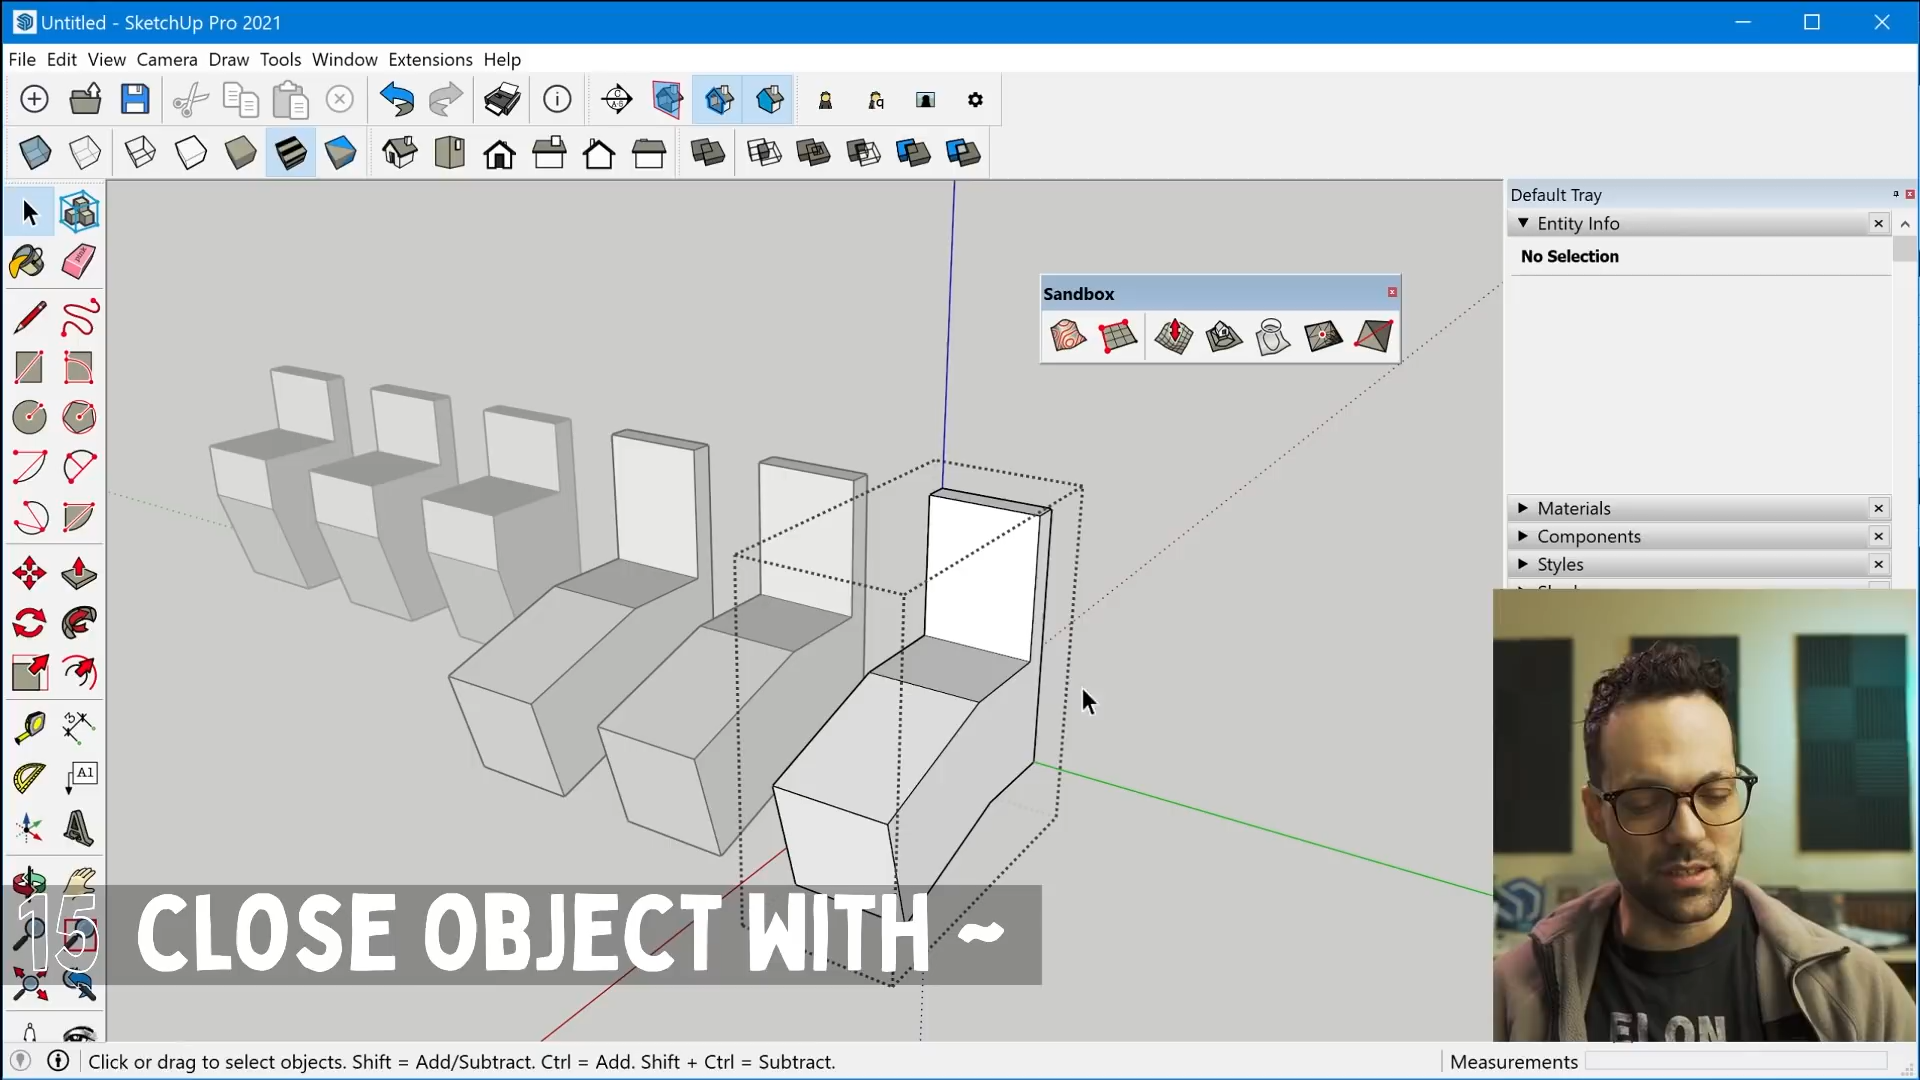 Untitled - SketchUp Pro 2021
File Edit View Camera Draw Tools Window Extensions Help
Default Tray
Entity Info
No Selection
Sandbox
Materials
Components
Styles
A1
15 CLOSE OBJECT WITH ~
ELON
Click or drag to select objects. Shift = Add/Subtract. Ctrl = Add. Shift + Ctrl = Subtract.
Measurements